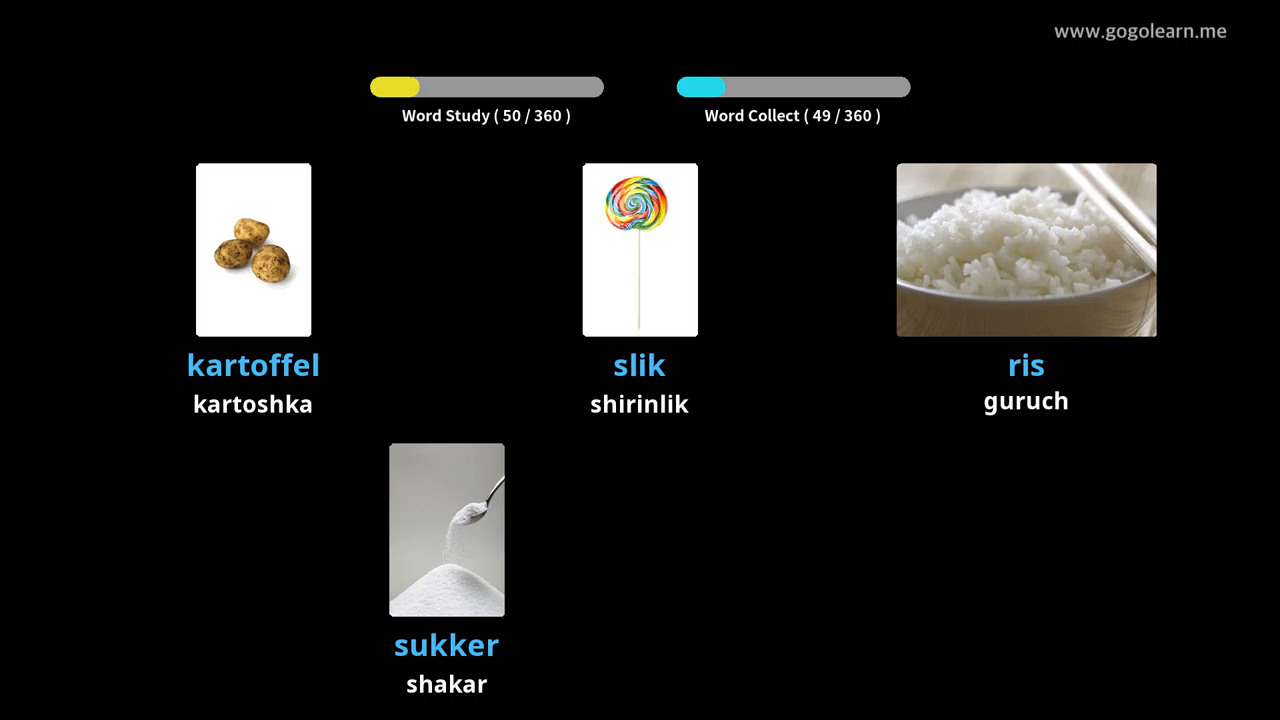 www.gogolearn.me
Word Study ( 50 / 360 )
Word Collect ( 49 / 360 )
kartoffel
kartoshka
slik
shirinlik
ris
guruch
sukker
shakar